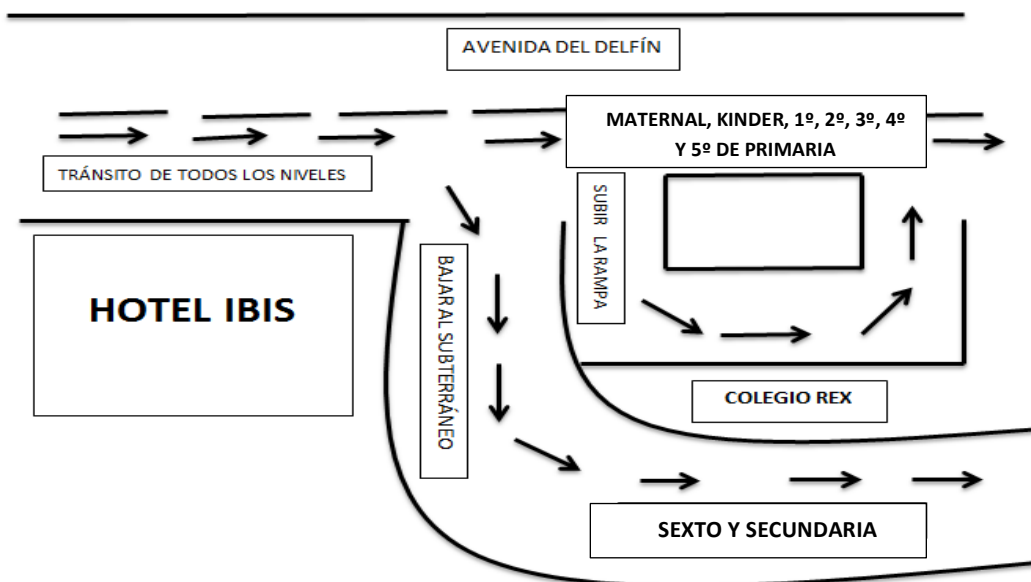 AVENIDA DEL DELFÍN
MATERNAL, KINDER, 1º, 2º, 3º, 4º
Y 5º DE PRIMARIA
TRÁNSITO DE TODOS LOS NIVELES
SUBIR LA RAMPA
BAJAR AL SUBTERRÁNEO
HOTEL IBIS
COLEGIO REX
SEXTO Y SECUNDARIA